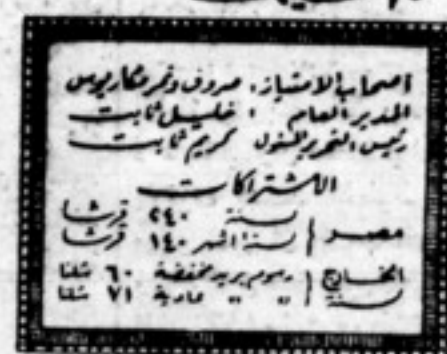 اصحاب الامتياز: صروف ونمر ومكاريوس
المدير العام : خليل ثابت
رئيس التحرير المسئول كريم ثابت
الاشتراكات
مصر
سنة ٢٤٠ قرشا
ستة اشهر ١٤٠ قرشا
الخارج سنة
رسوم بريد مخفضة ٦٠ شلنا
" " عادية ٧١ شلنا